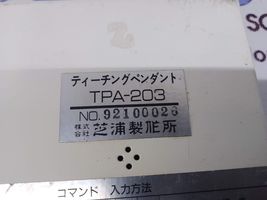 SO
ティーチングペンダント
TPA-203
NO.92100026
株式会社 芝浦製作所
コマンド 入力方法